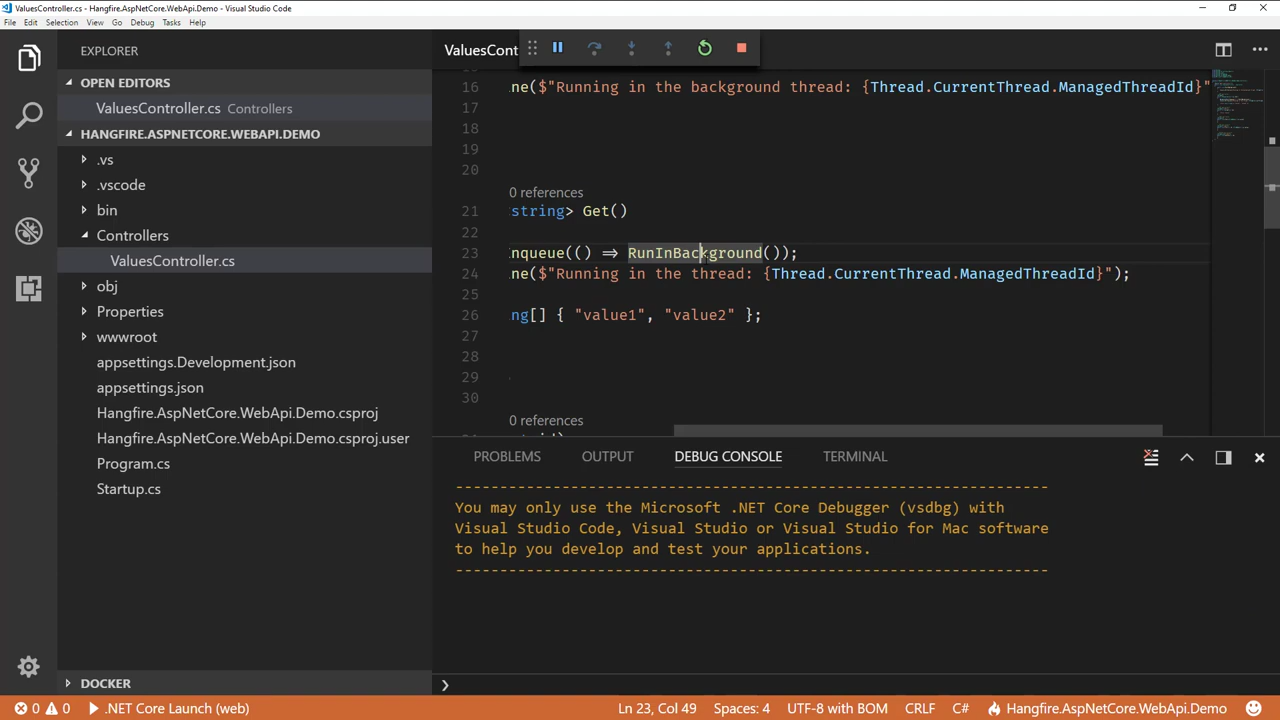 ValuesController.cs - Hangfire.AspNetCore.WebApi.Demo - Visual Studio Code
File Edit Selection View Go Debug Tasks Help
EXPLORER
OPEN EDITORS
ValuesController.cs Controllers
HANGFIRE.ASPNETCORE.WEBAPI.DEMO
.vs
.vscode
bin
Controllers
ValuesController.cs
obj
Properties
wwwroot
appsettings.Development.json
appsettings.json
Hangfire.AspNetCore.WebApi.Demo.csproj
Hangfire.AspNetCore.WebApi.Demo.csproj.user
Program.cs
Startup.cs
DOCKER
ValuesCont
16 ne($"Running in the background thread: {Thread.CurrentThread.ManagedThreadId}"
17
18
19
20
0 references
21 string> Get()
22
23 nqueue(() => RunInBackground());
24 ne($"Running in the thread: {Thread.CurrentThread.ManagedThreadId}");
25
26 ng[] { "value1", "value2" };
27
28
29
30
0 references
PROBLEMS OUTPUT DEBUG CONSOLE TERMINAL
-------------------------------------------------------------------
You may only use the Microsoft .NET Core Debugger (vsdbg) with
Visual Studio Code, Visual Studio or Visual Studio for Mac software
to help you develop and test your applications.
-------------------------------------------------------------------
0 0 .NET Core Launch (web) Ln 23, Col 49 Spaces: 4 UTF-8 with BOM CRLF C# Hangfire.AspNetCore.WebApi.Demo